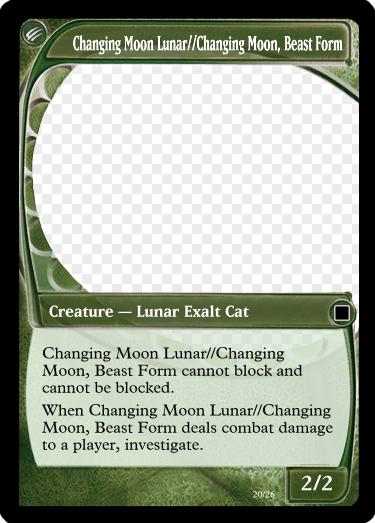 Changing Moon Lunar//Changing Moon, Beast Form
Creature — Lunar Exalt Cat
Changing Moon Lunar//Changing
Moon, Beast Form cannot block and
cannot be blocked.
When Changing Moon Lunar//Changing
Moon, Beast Form deals combat damage
to a player, investigate.
20/26
2/2